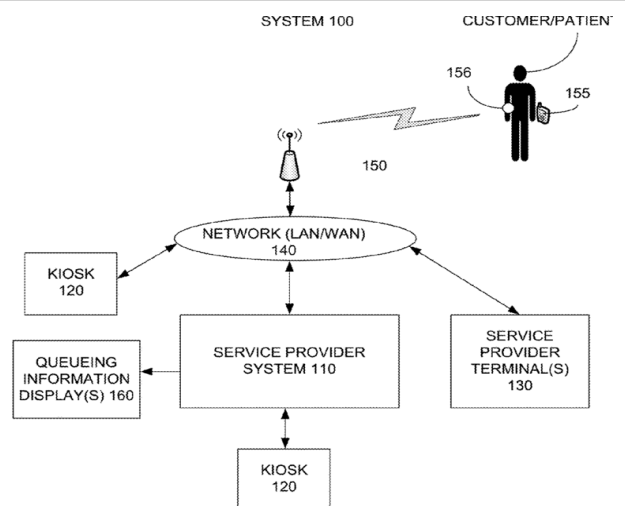 SYSTEM 100
CUSTOMER/PATIENT
156
155
150
NETWORK (LAN/WAN)
140
KIOSK
120
SERVICE PROVIDER
SYSTEM 110
SERVICE
PROVIDER
TERMINAL(S)
130
QUEUEING
INFORMATION
DISPLAY(S) 160
KIOSK
120